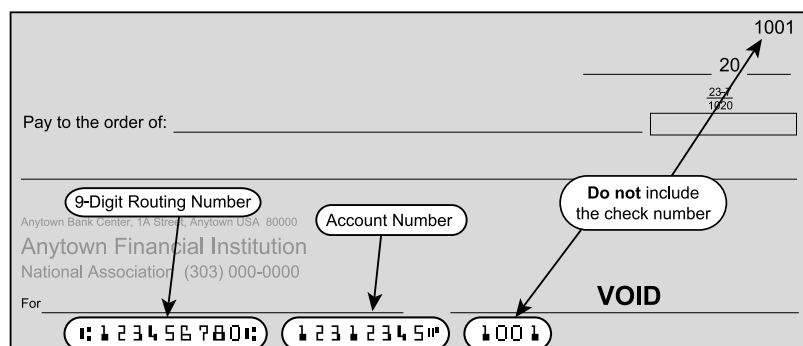 1001
20
23-7
1020
Pay to the order of:
9-Digit Routing Number
Account Number
Do not include
the check number
Anytown Bank Center, 1A Street, Anytown USA 80000
Anytown Financial Institution
National Association (303) 000-0000
For
VOID
⑆123456780⑆ 12312345⑈ 1001